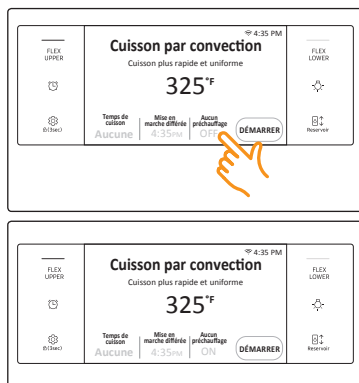 4:35 PM
FLEX UPPER
Cuisson par convection
FLEX LOWER
Cuisson plus rapide et uniforme
325°F
Temps de cuisson
Mise en marche différée
Aucun préchauffage
(3sec)
Aucune
4:35PM
OFF
DÉMARRER
Reservoir
4:35 PM
FLEX UPPER
Cuisson par convection
FLEX LOWER
Cuisson plus rapide et uniforme
325°F
Temps de cuisson
Mise en marche différée
Aucun préchauffage
(3sec)
Aucune
4:35PM
ON
DÉMARRER
Reservoir